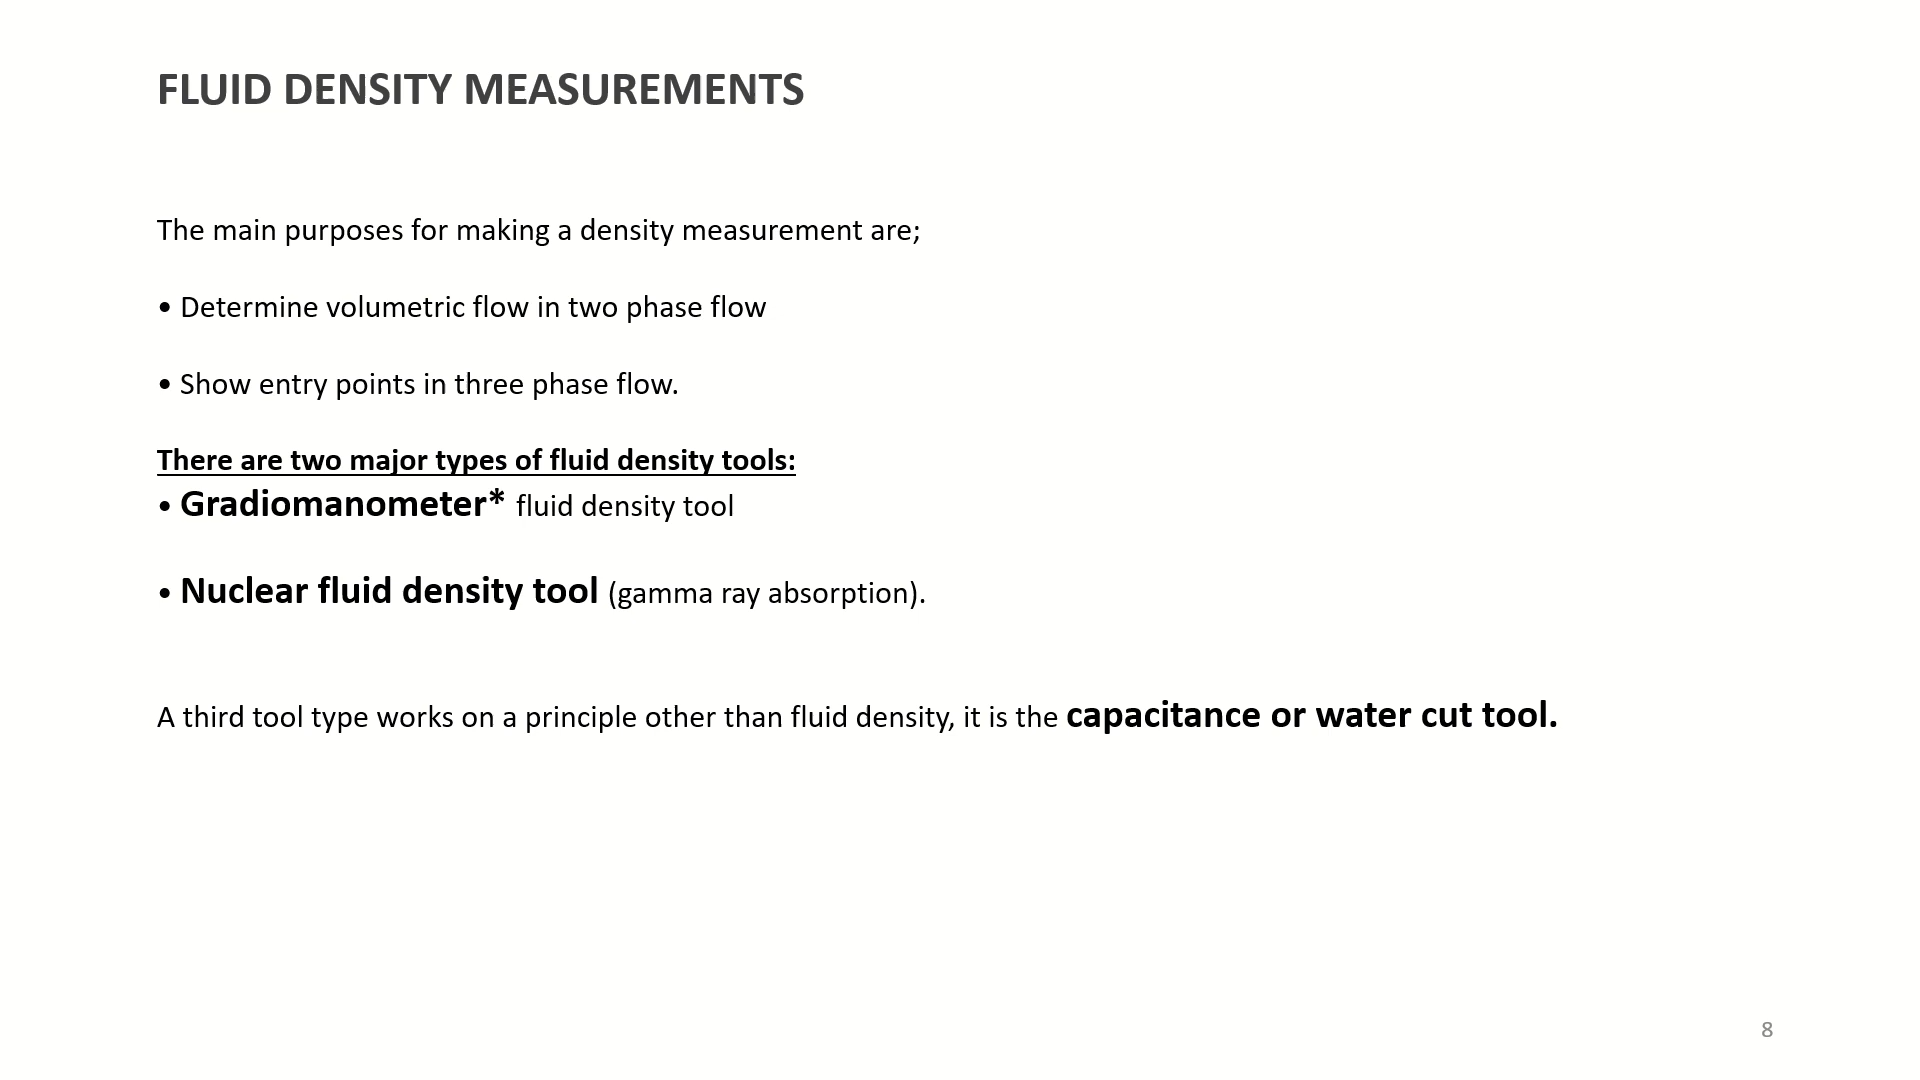 FLUID DENSITY MEASUREMENTS
The main purposes for making a density measurement are;
• Determine volumetric flow in two phase flow
• Show entry points in three phase flow.
There are two major types of fluid density tools:
• Gradiomanometer* fluid density tool
• Nuclear fluid density tool (gamma ray absorption).
A third tool type works on a principle other than fluid density, it is the capacitance or water cut tool.
8